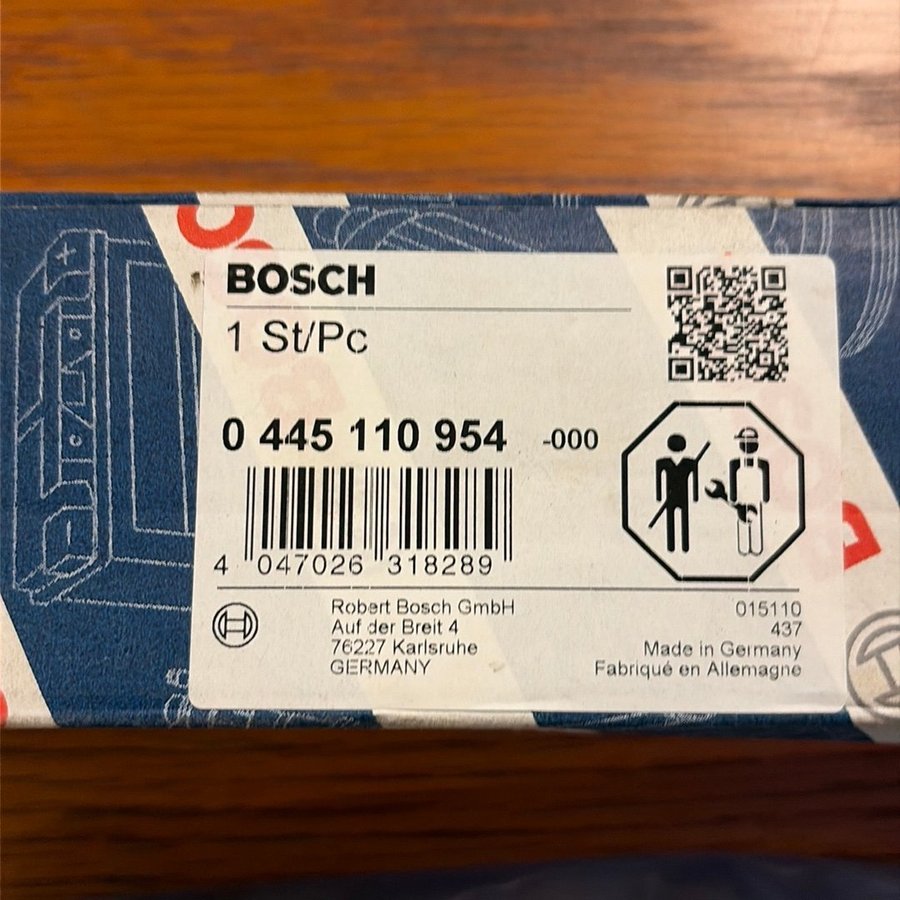 BOSCH
1 St/Pc
0 445 110 954 -000
4 047026 318289
Robert Bosch GmbH
Auf der Breit 4
76227 Karlsruhe
GERMANY
015110
437
Made in Germany
Fabriqué en Allemagne